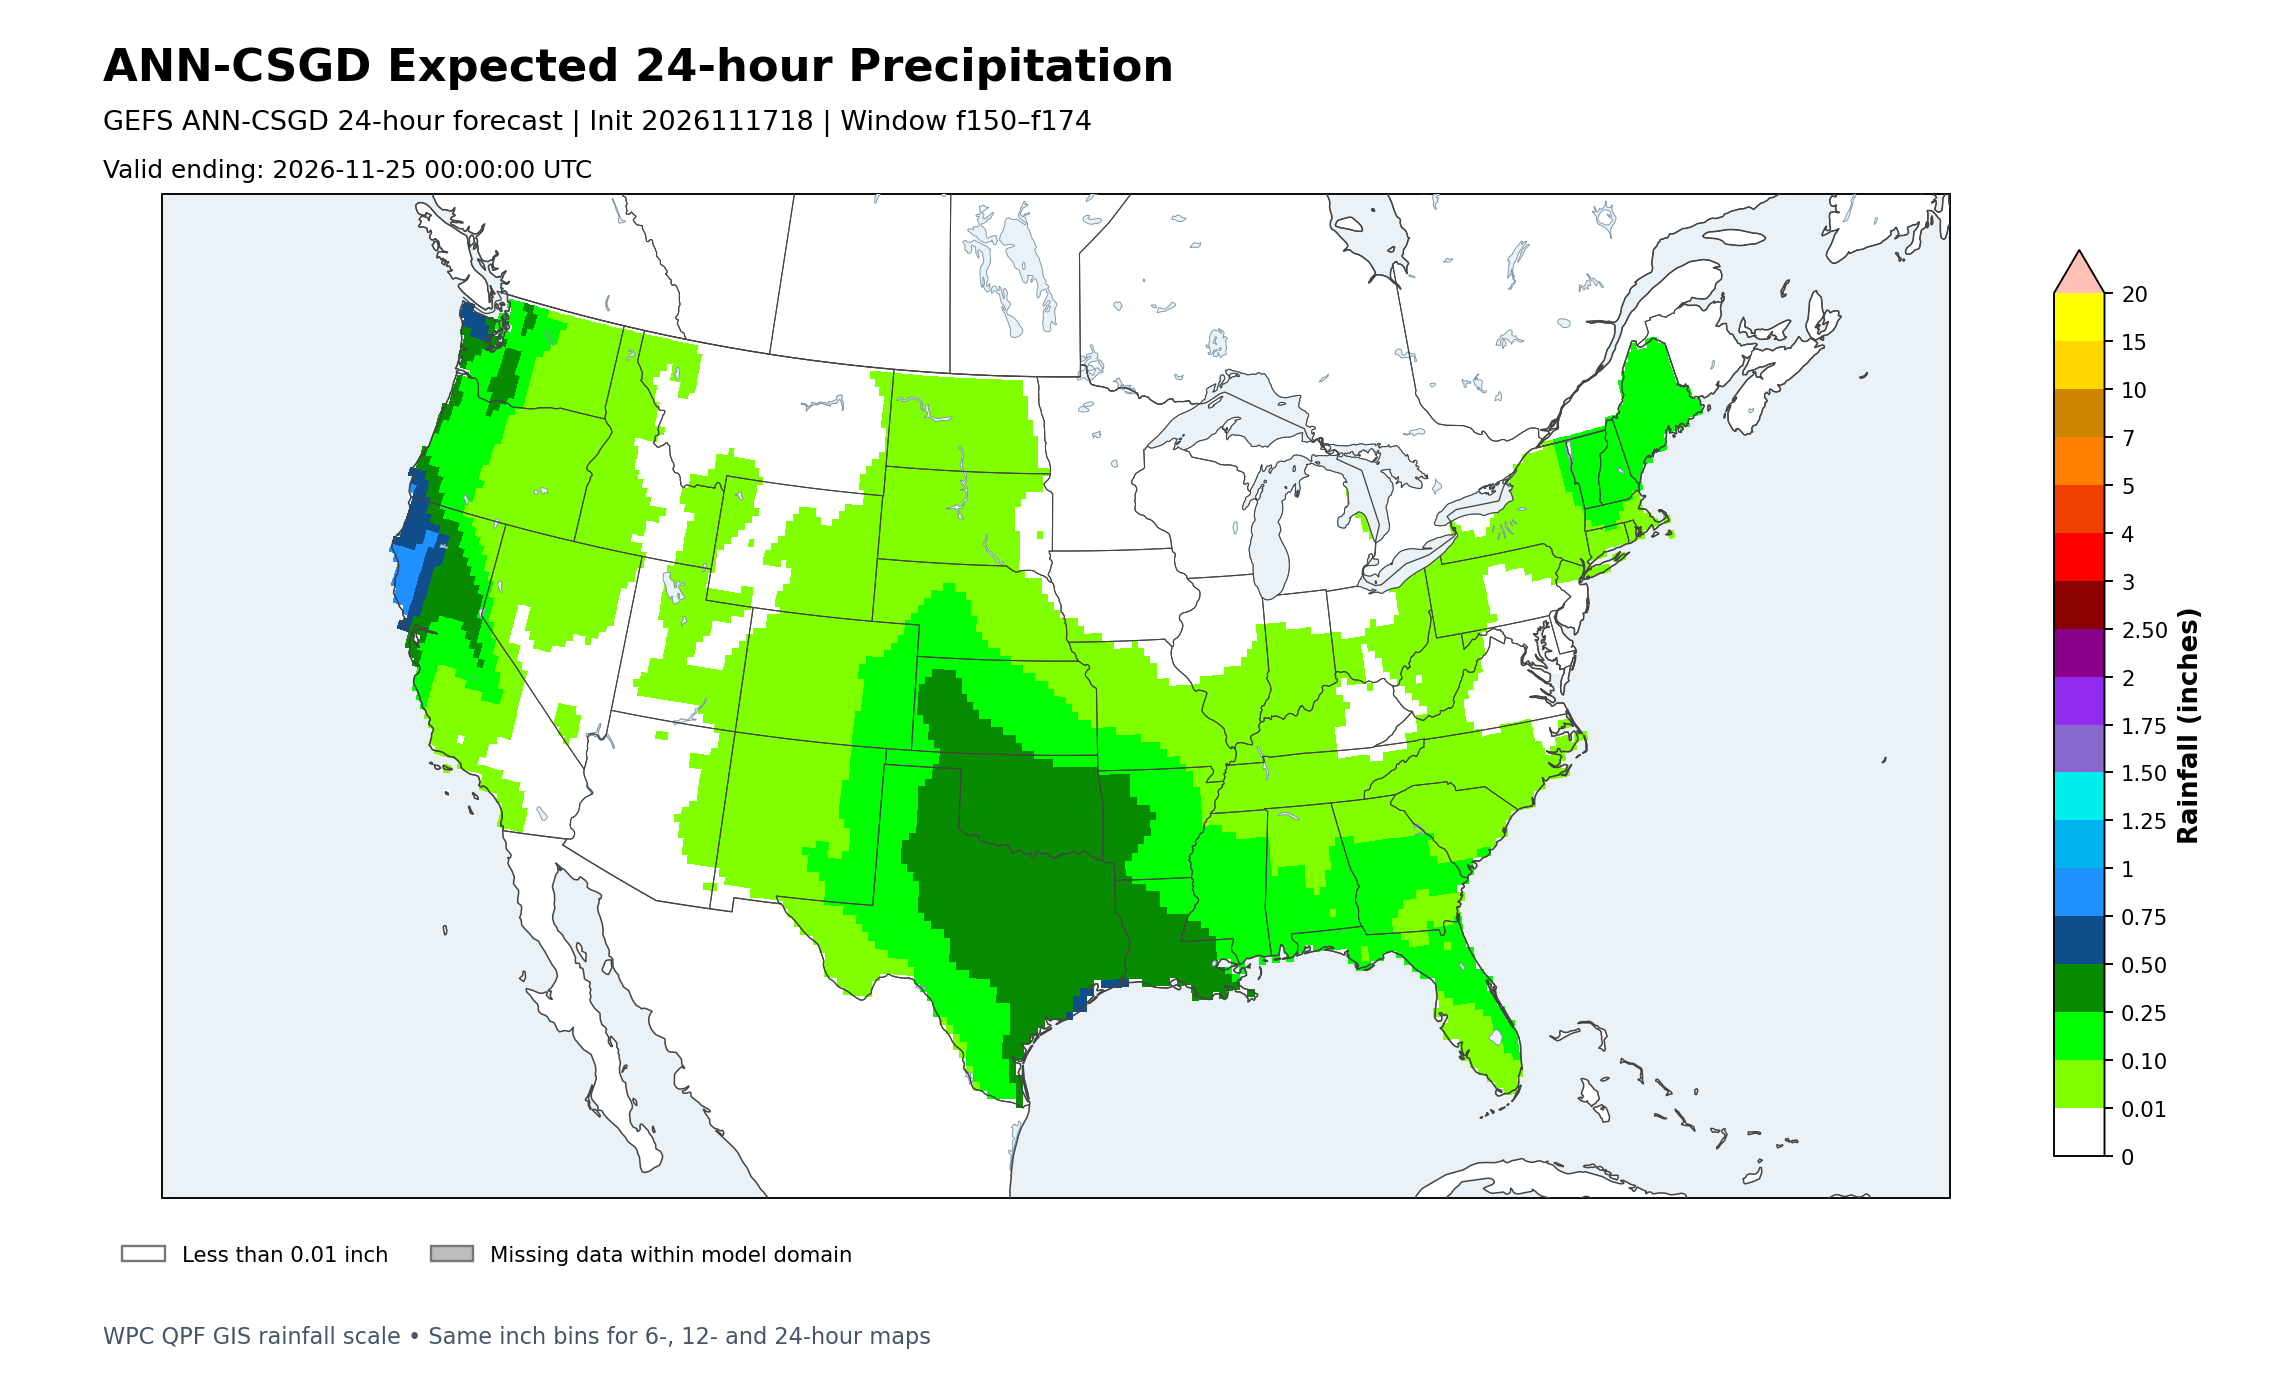 ANN-CSGD Expected 24-hour Precipitation
GEFS ANN-CSGD 24-hour forecast | Init 2026111718 | Window f150–f174
Valid ending: 2026-11-25 00:00:00 UTC
20
15
10
7
5
4
3
2.50
2
1.75
1.50
1.25
1
0.75
0.50
0.25
0.10
0.01
0
Rainfall (inches)
Less than 0.01 inch
Missing data within model domain
WPC QPF GIS rainfall scale • Same inch bins for 6-, 12- and 24-hour maps